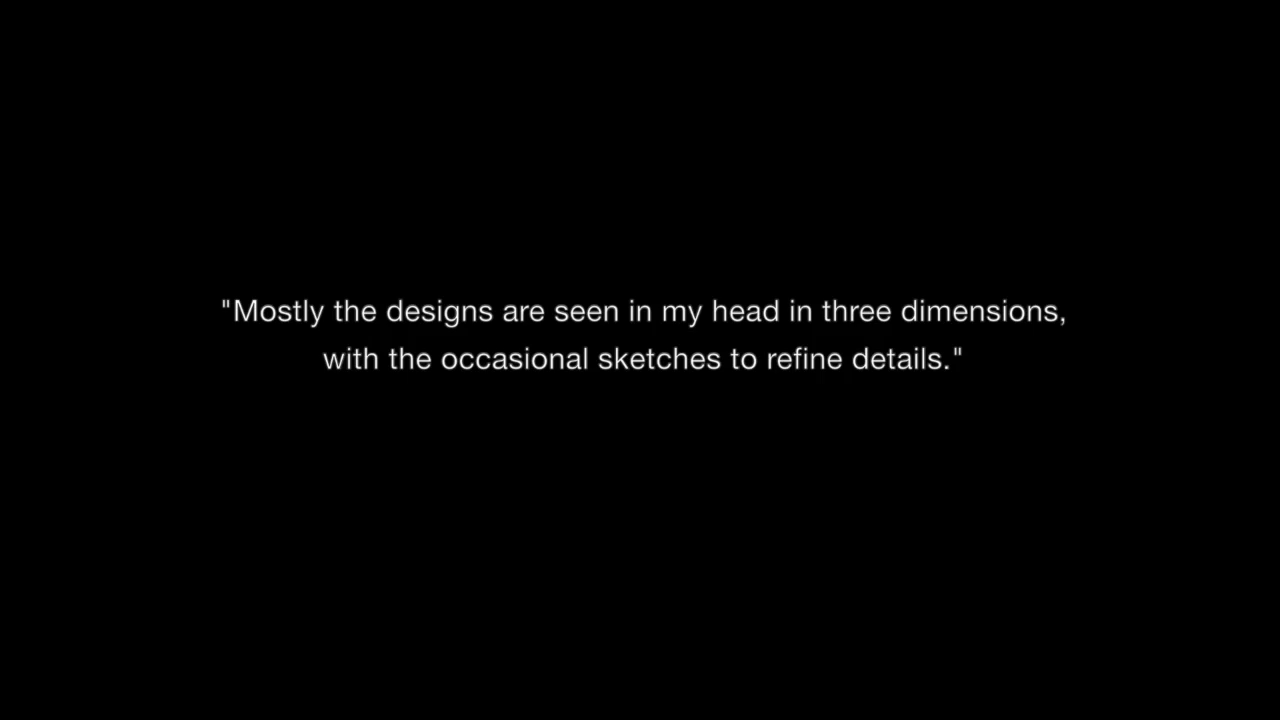 "Mostly the designs are seen in my head in three dimensions,
with the occasional sketches to refine details."